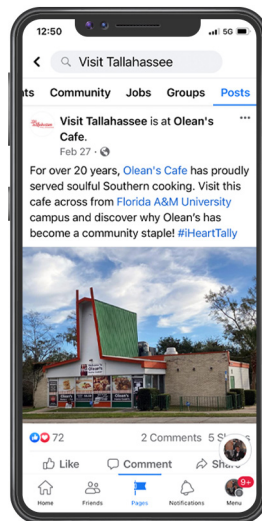 12:50
5G
Visit Tallahassee
ts Community Jobs Groups Posts
Visit Tallahassee is at Olean's
Cafe.
Feb 27 ·
For over 20 years, Olean's Cafe has proudly
served soulful Southern cooking. Visit this
cafe across from Florida A&M University
campus and discover why Olean's has
become a community staple! #iHeartTally
Olean's
72
2 Comments 5 Sh
Like Comment Share
9+
Home Friends Pages Notifications Menu